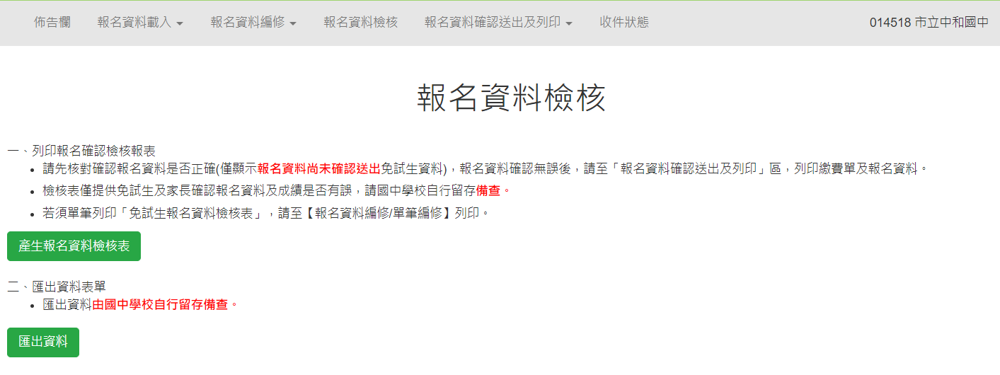 佈告欄 報名資料載入 報名資料編修 報名資料檢核 報名資料確認送出及列印 收件狀態 014518 市立中和國中
報名資料檢核
一、列印報名確認檢核報表
請先核對確認報名資料是否正確(僅顯示報名資料尚未確認送出免試生資料)，報名資料確認無誤後，請至「報名資料確認送出及列印」區，列印繳費單及報名資料。
檢核表僅提供免試生及家長確認報名資料及成績是否有誤，請國中學校自行留存備查。
若須單筆列印「免試生報名資料檢核表」，請至【報名資料編修/單筆編修】列印。
產生報名資料檢核表
二、匯出資料表單
匯出資料由國中學校自行留存備查。
匯出資料